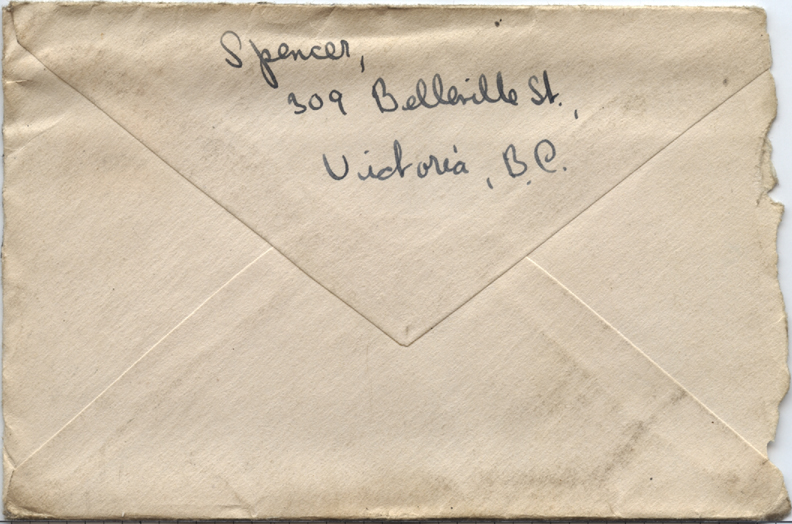 Spencer,
309 Belleville St.,
Victoria, B.C.